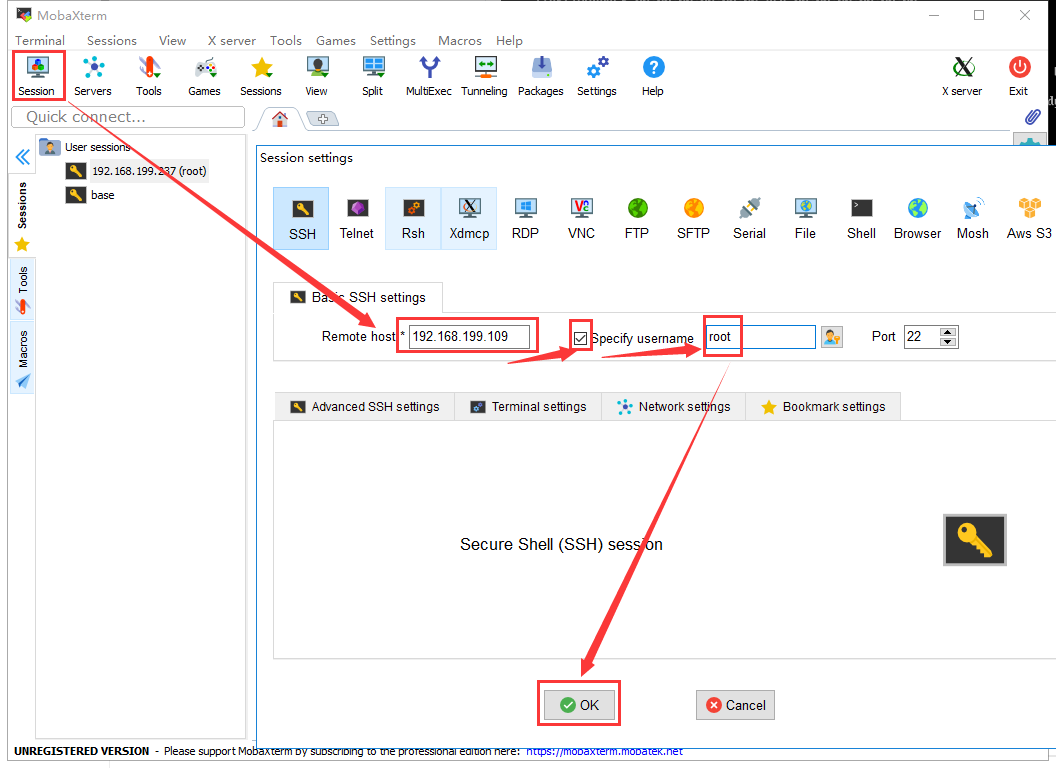 MobaXterm
Terminal Sessions View X server Tools Games Settings Macros Help
Session Servers Tools Games Sessions View Split MultiExec Tunneling Packages Settings Help X server Exit
Quick connect...
User sessions
192.168.199.237 (root)
base
Sessions
Tools
Macros
Session settings
SSH Telnet Rsh Xdmcp RDP VNC FTP SFTP Serial File Shell Browser Mosh Aws S3
Basic SSH settings
Remote host * 192.168.199.109 Specify username root Port 22
Advanced SSH settings Terminal settings Network settings Bookmark settings
Secure Shell (SSH) session
OK Cancel
UNREGISTERED VERSION - Please support MobaXterm by subscribing to the professional edition here: https://mobaxterm.mobatek.net